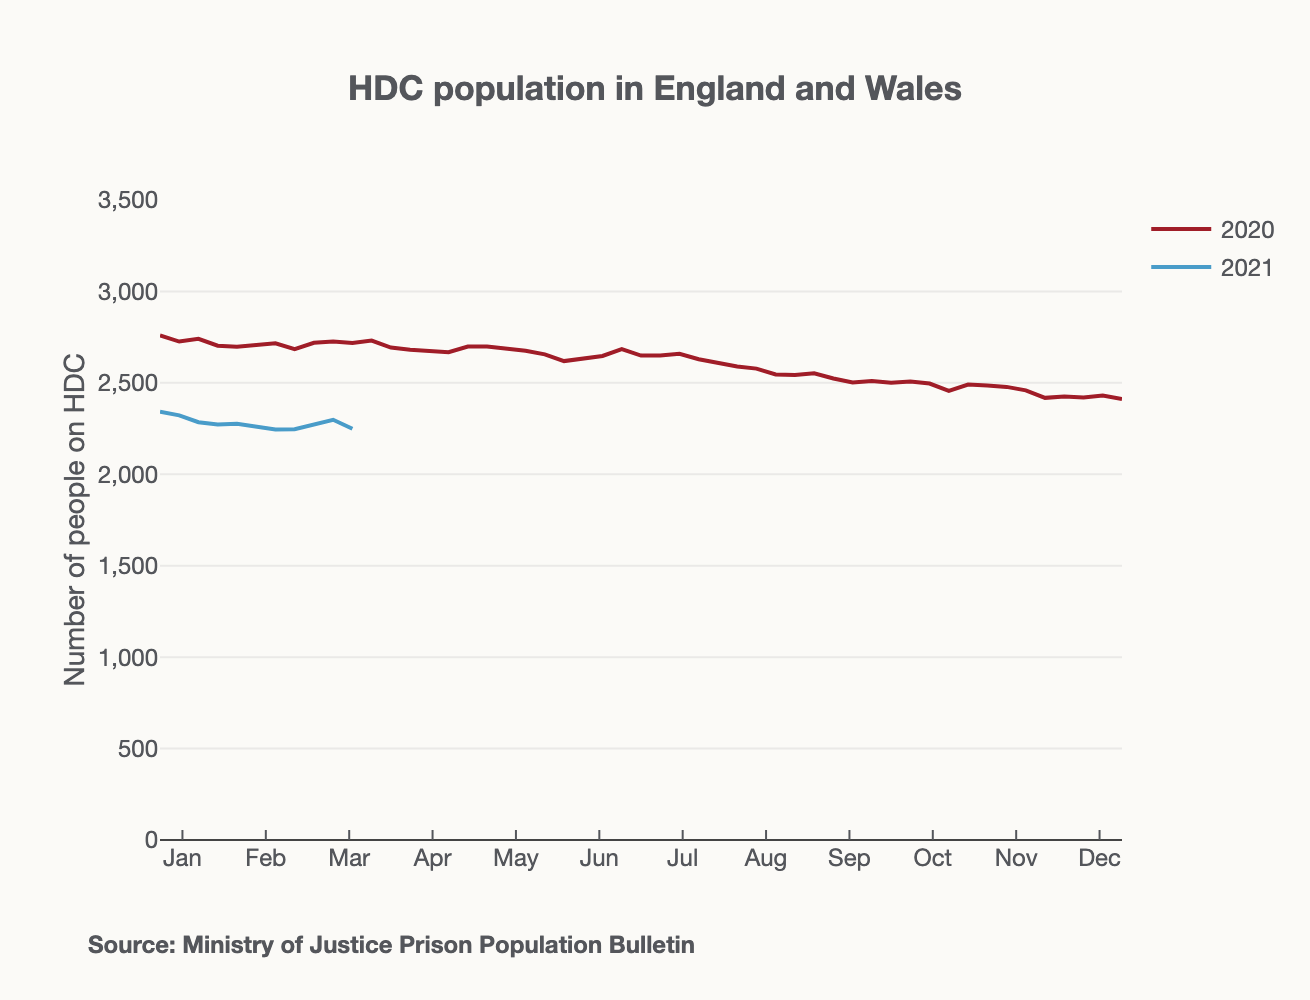 HDC population in England and Wales
3,500
3,000
2,500
2,000
1,500
1,000
500
0
Number of people on HDC
2020
2021
Jan Feb Mar Apr May Jun Jul Aug Sep Oct Nov Dec
Source: Ministry of Justice Prison Population Bulletin